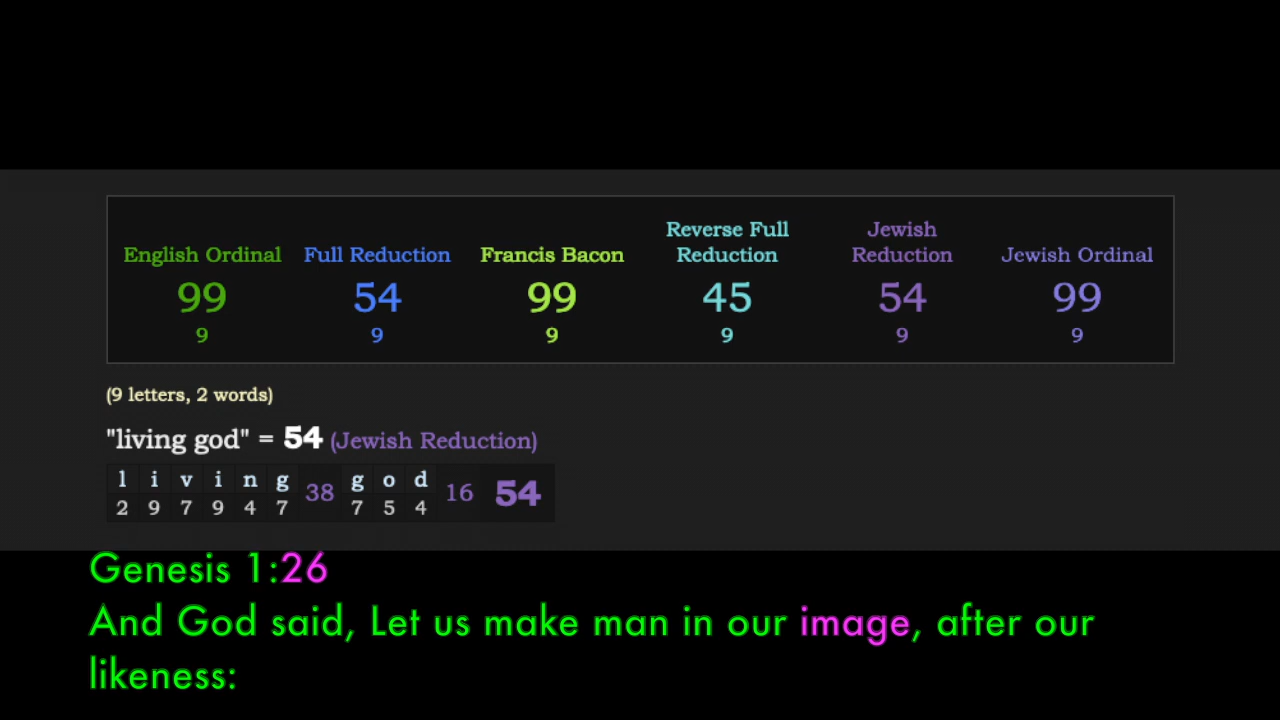 English Ordinal Full Reduction Francis Bacon Reverse Full Reduction Jewish Reduction Jewish Ordinal
99 54 99 45 54 99
9 9 9 9 9 9
(9 letters, 2 words)
"living god" = 54 (Jewish Reduction)
l i v i n g 38 g o d 16 54
2 9 7 9 4 7 7 5 4
Genesis 1:26
And God said, Let us make man in our image, after our
likeness: